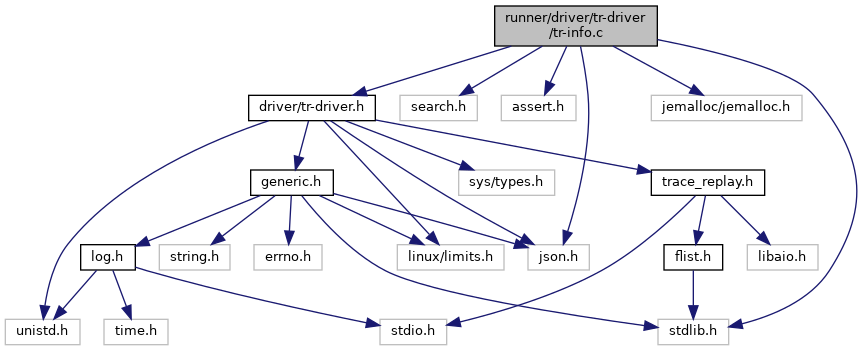 runner/driver/tr-driver
/tr-info.c
driver/tr-driver.h
search.h
assert.h
jemalloc/jemalloc.h
generic.h
sys/types.h
trace_replay.h
log.h
string.h
errno.h
linux/limits.h
json.h
flist.h
libaio.h
unistd.h
time.h
stdio.h
stdlib.h